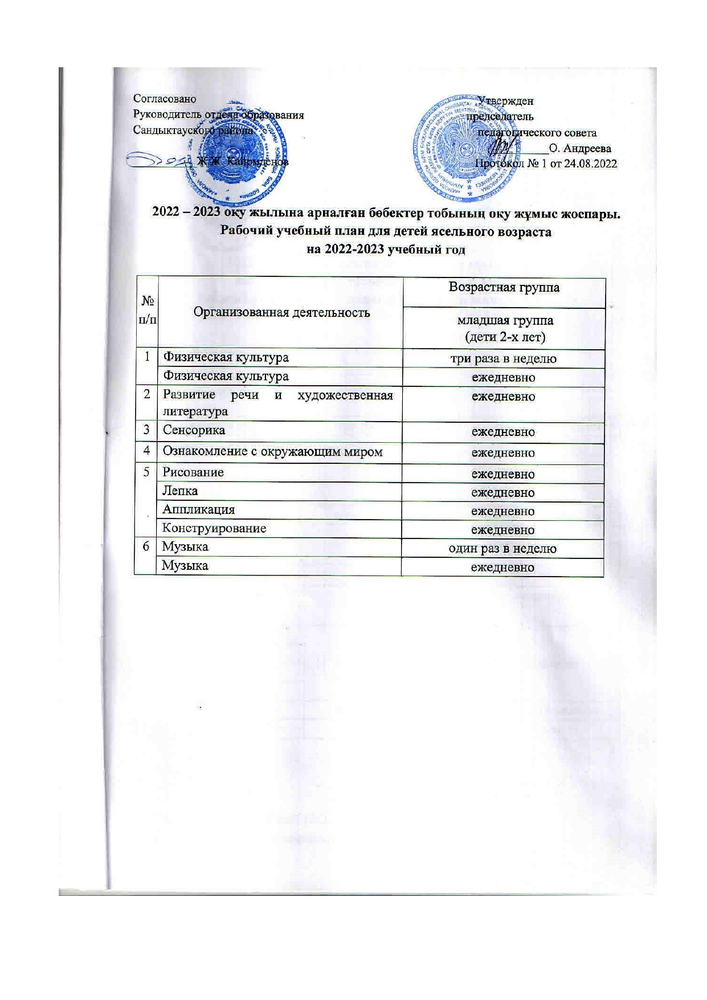 Согласовано
Руководитель отдела образования
Сандыктауского района
Ж.Ж. Кайрмденов
Утвержден
председатель
педагогического совета
О. Андреева
Протокол № 1 от 24.08.2022
2022 – 2023 оқу жылына арналған бөбектер тобының оқу жұмыс жоспары.
Рабочий учебный план для детей ясельного возраста
на 2022-2023 учебный год
№ п/п
Организованная деятельность
Возрастная группа
младшая группа
(дети 2-х лет)
1 Физическая культура три раза в неделю
Физическая культура ежедневно
2 Развитие речи и художественная ежедневно
литература
3 Сенсорика ежедневно
4 Ознакомление с окружающим миром ежедневно
5 Рисование ежедневно
Лепка ежедневно
Аппликация ежедневно
Конструирование ежедневно
6 Музыка один раз в неделю
Музыка ежедневно